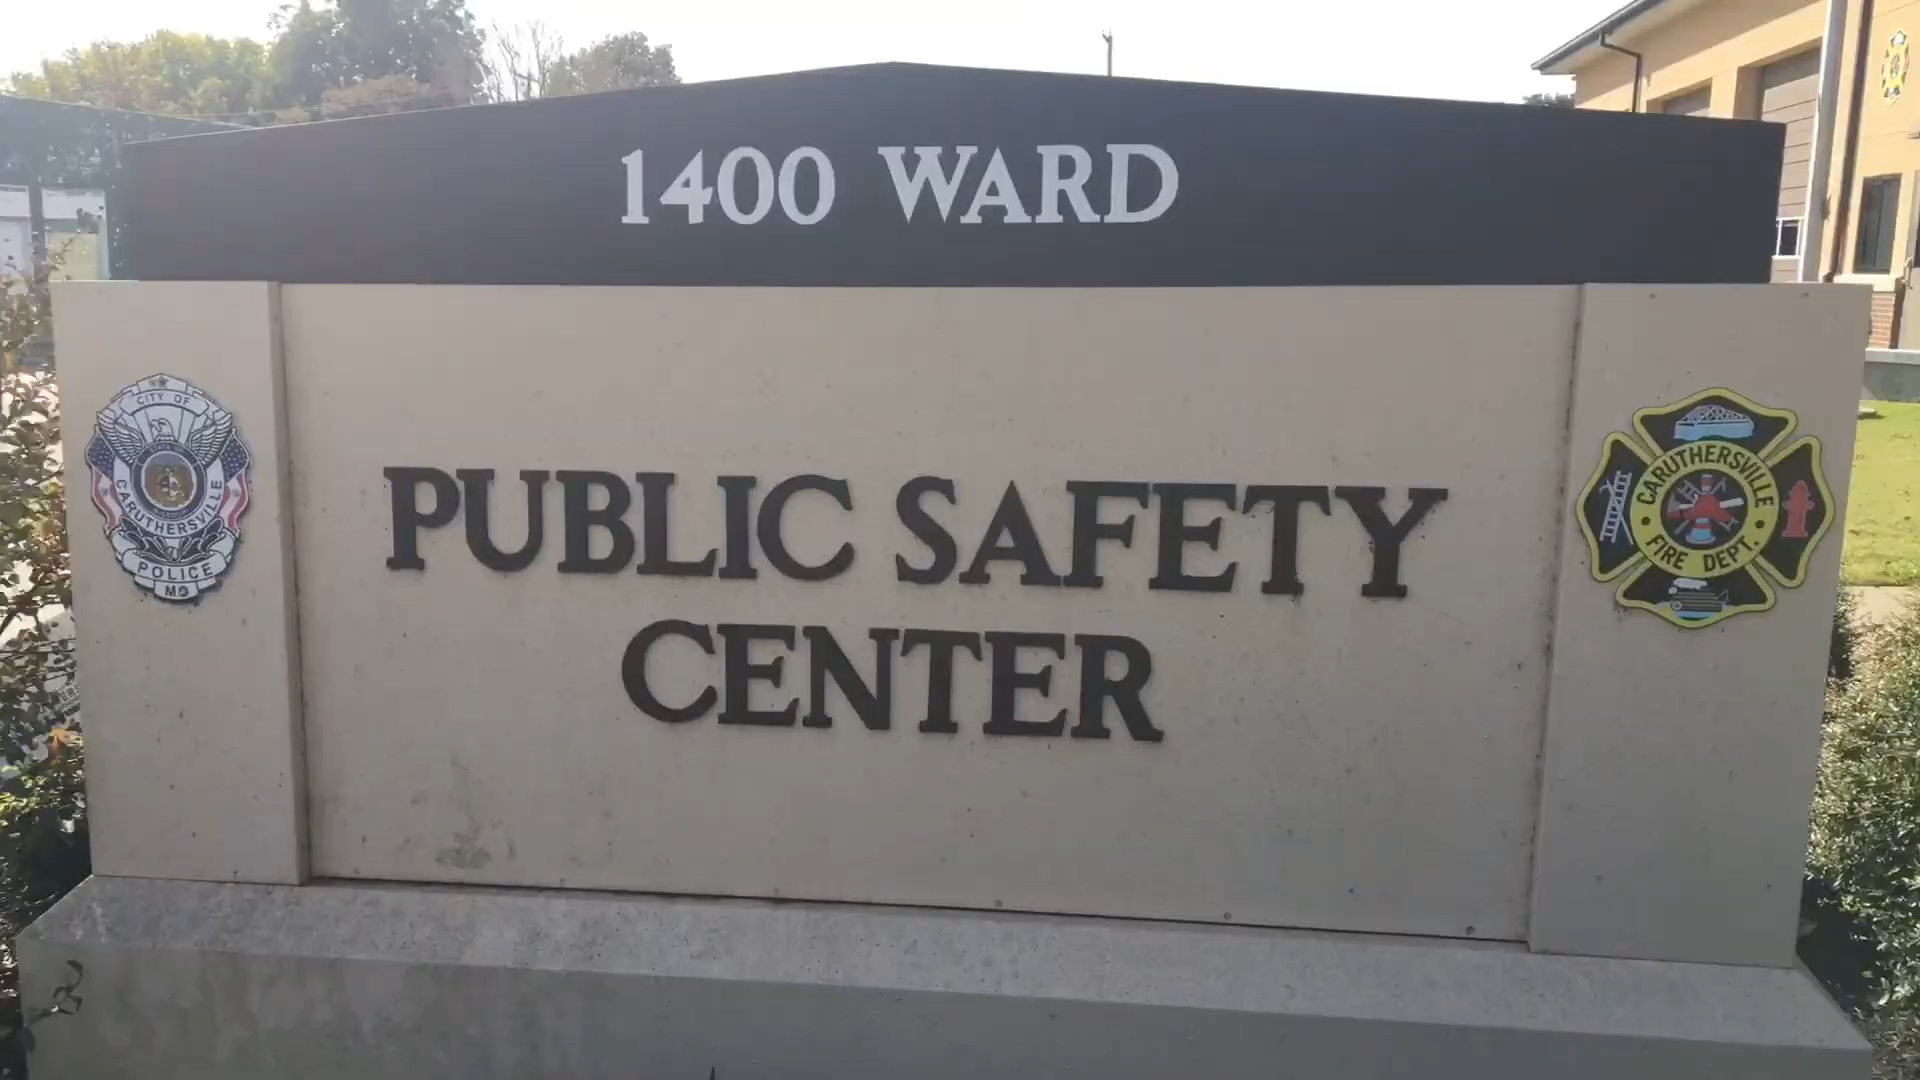 1400 WARD
CITY OF
CARUTHERSVILLE
POLICE
MO
PUBLIC SAFETY
CENTER
CARUTHERSVILLE
FIRE DEPT.